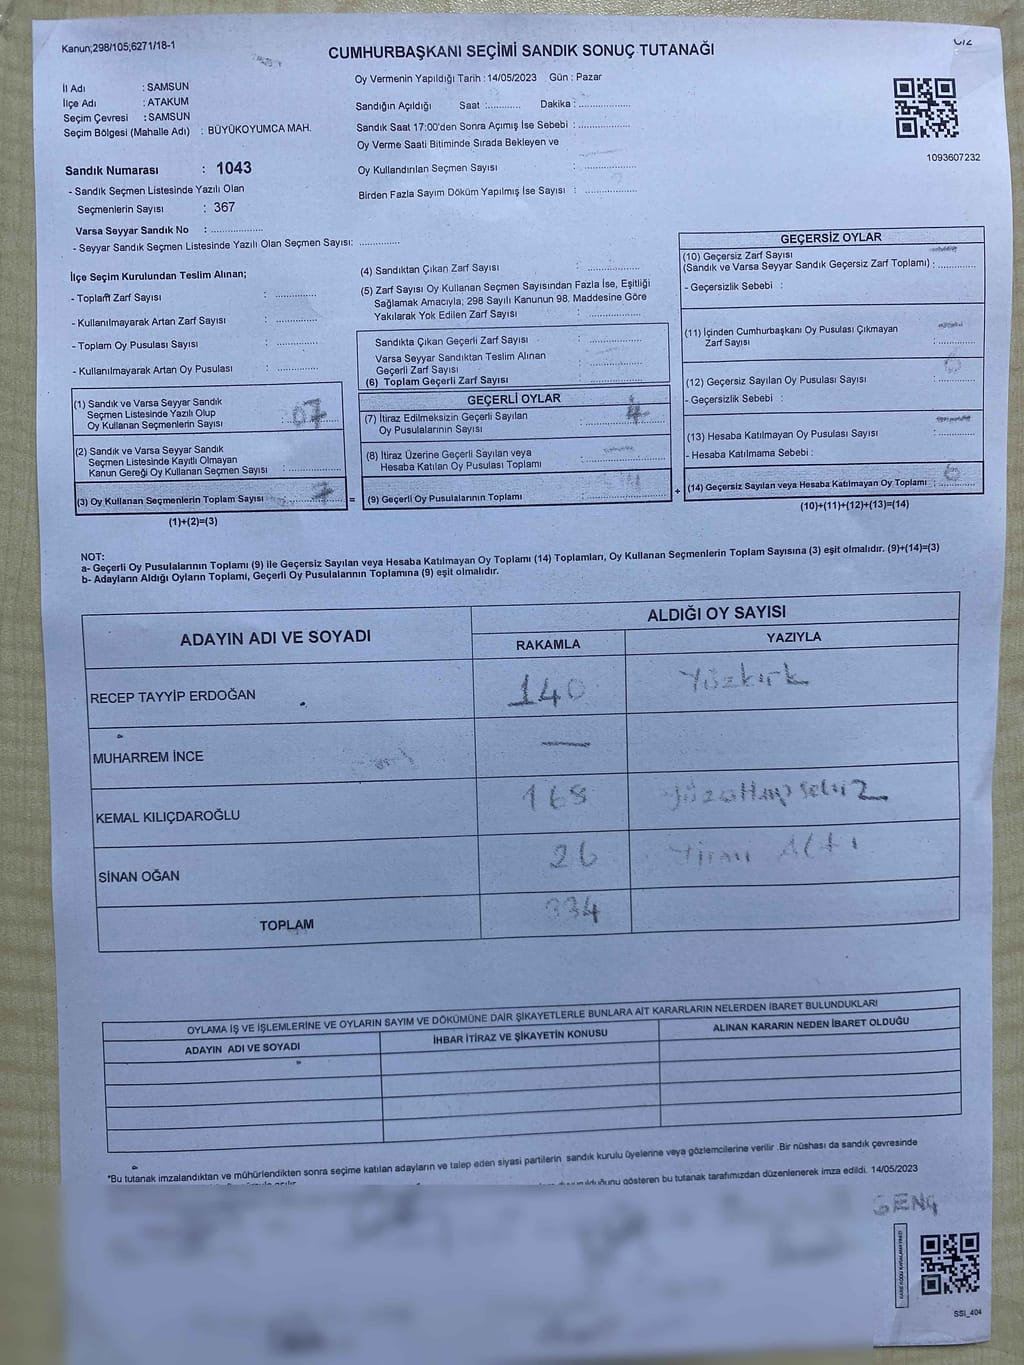 Kanun;298/105;6271/18-1
CUMHURBAŞKANI SEÇİMİ SANDIK SONUÇ TUTANAĞI
İl Adı : SAMSUN
İlçe Adı : ATAKUM
Seçim Çevresi : SAMSUN
Seçim Bölgesi (Mahalle Adı) : BÜYÜKOYUMCA MAH.
Sandık Numarası : 1043
- Sandık Seçmen Listesinde Yazılı Olan
Seçmenlerin Sayısı : 367
Varsa Seyyar Sandık No : ..................
- Seyyar Sandık Seçmen Listesinde Yazılı Olan Seçmen Sayısı: ..............
Oy Vermenin Yapıldığı Tarih : 14/05/2023 Gün : Pazar
Sandığın Açıldığı Saat :............ Dakika : ..................
Sandık Saat 17:00'den Sonra Açımış İse Sebebi : ..................
Oy Verme Saati Bitiminde Sırada Bekleyen ve
Oy Kullandırılan Seçmen Sayısı : ..................
Birden Fazla Sayım Döküm Yapılmış İse Sayısı : ..................
1093607232
İlçe Seçim Kurulundan Teslim Alınan;
- Toplam Zarf Sayısı : ..............
- Kullanılmayarak Artan Zarf Sayısı : ..............
- Toplam Oy Pusulası Sayısı : ..............
- Kullanılmayarak Artan Oy Pusulası : ..............
(1) Sandık ve Varsa Seyyar Sandık
Seçmen Listesinde Yazılı Olup
Oy Kullanan Seçmenlerin Sayısı :
(2) Sandık ve Varsa Seyyar Sandık
Seçmen Listesinde Kayıtlı Olmayan
Kanun Gereği Oy Kullanan Seçmen Sayısı : ..................
(3) Oy Kullanan Seçmenlerin Toplam Sayısı :
(1)+(2)=(3)
(4) Sandıktan Çıkan Zarf Sayısı : ..................
(5) Zarf Sayısı Oy Kullanan Seçmen Sayısından Fazla İse, Eşitliği
Sağlamak Amacıyla; 298 Sayılı Kanunun 98. Maddesine Göre
Yakılarak Yok Edilen Zarf Sayısı : ..................
Sandıkta Çıkan Geçerli Zarf Sayısı : ..................
Varsa Seyyar Sandıktan Teslim Alınan
Geçerli Zarf Sayısı : ..................
(6) Toplam Geçerli Zarf Sayısı : ..................
GEÇERLİ OYLAR
(7) İtiraz Edilmeksizin Geçerli Sayılan
Oy Pusulalarının Sayısı :
(8) İtiraz Üzerine Geçerli Sayılan veya
Hesaba Katılan Oy Pusulası Toplamı :
= (9) Geçerli Oy Pusulalarının Toplamı :
GEÇERSİZ OYLAR
(10) Geçersiz Zarf Sayısı
(Sandık ve Varsa Seyyar Sandık Geçersiz Zarf Toplamı) : ..............
- Geçersizlik Sebebi :
(11) İçinden Cumhurbaşkanı Oy Pusulası Çıkmayan
Zarf Sayısı : ..............
(12) Geçersiz Sayılan Oy Pusulası Sayısı : ..............
- Geçersizlik Sebebi :
(13) Hesaba Katılmayan Oy Pusulası Sayısı : ..............
- Hesaba Katılmama Sebebi :
+ (14) Geçersiz Sayılan veya Hesaba Katılmayan Oy Toplamı : ..............
(10)+(11)+(12)+(13)=(14)
NOT:
a- Geçerli Oy Pusulalarının Toplamı (9) ile Geçersiz Sayılan veya Hesaba Katılmayan Oy Toplamı (14) Toplamları, Oy Kullanan Seçmenlerin Toplam Sayısına (3) eşit olmalıdır. (9)+(14)=(3)
b- Adayların Aldığı Oyların Toplamı, Geçerli Oy Pusulalarının Toplamına (9) eşit olmalıdır.
ADAYIN ADI VE SOYADI ALDIĞI OY SAYISI
RAKAMLA YAZIYLA
RECEP TAYYİP ERDOĞAN 140 Yüzkırk
MUHARREM İNCE —
KEMAL KILIÇDAROĞLU 168 yüzaltmışsekiz
SİNAN OĞAN 26 Yirmi Altı
TOPLAM 334
OYLAMA İŞ VE İŞLEMLERİNE VE OYLARIN SAYIM VE DÖKÜMÜNE DAİR ŞİKAYETLERLE BUNLARA AİT KARARLARIN NELERDEN İBARET BULUNDUKLARI
ADAYIN ADI VE SOYADI İHBAR İTİRAZ VE ŞİKAYETİN KONUSU ALINAN KARARIN NEDEN İBARET OLDUĞU
*Bu tutanak imzalandıktan ve mühürlendikten sonra seçime katılan adayların ve talep eden siyasi partilerin sandık kurulu üyelerine veya gözlemcilerine verilir .Bir nüshası da sandık çevresinde
gösteren bu tutanak tarafımızdan düzenlenerek imza edildi. 14/05/2023
GENÇ
SSI_404